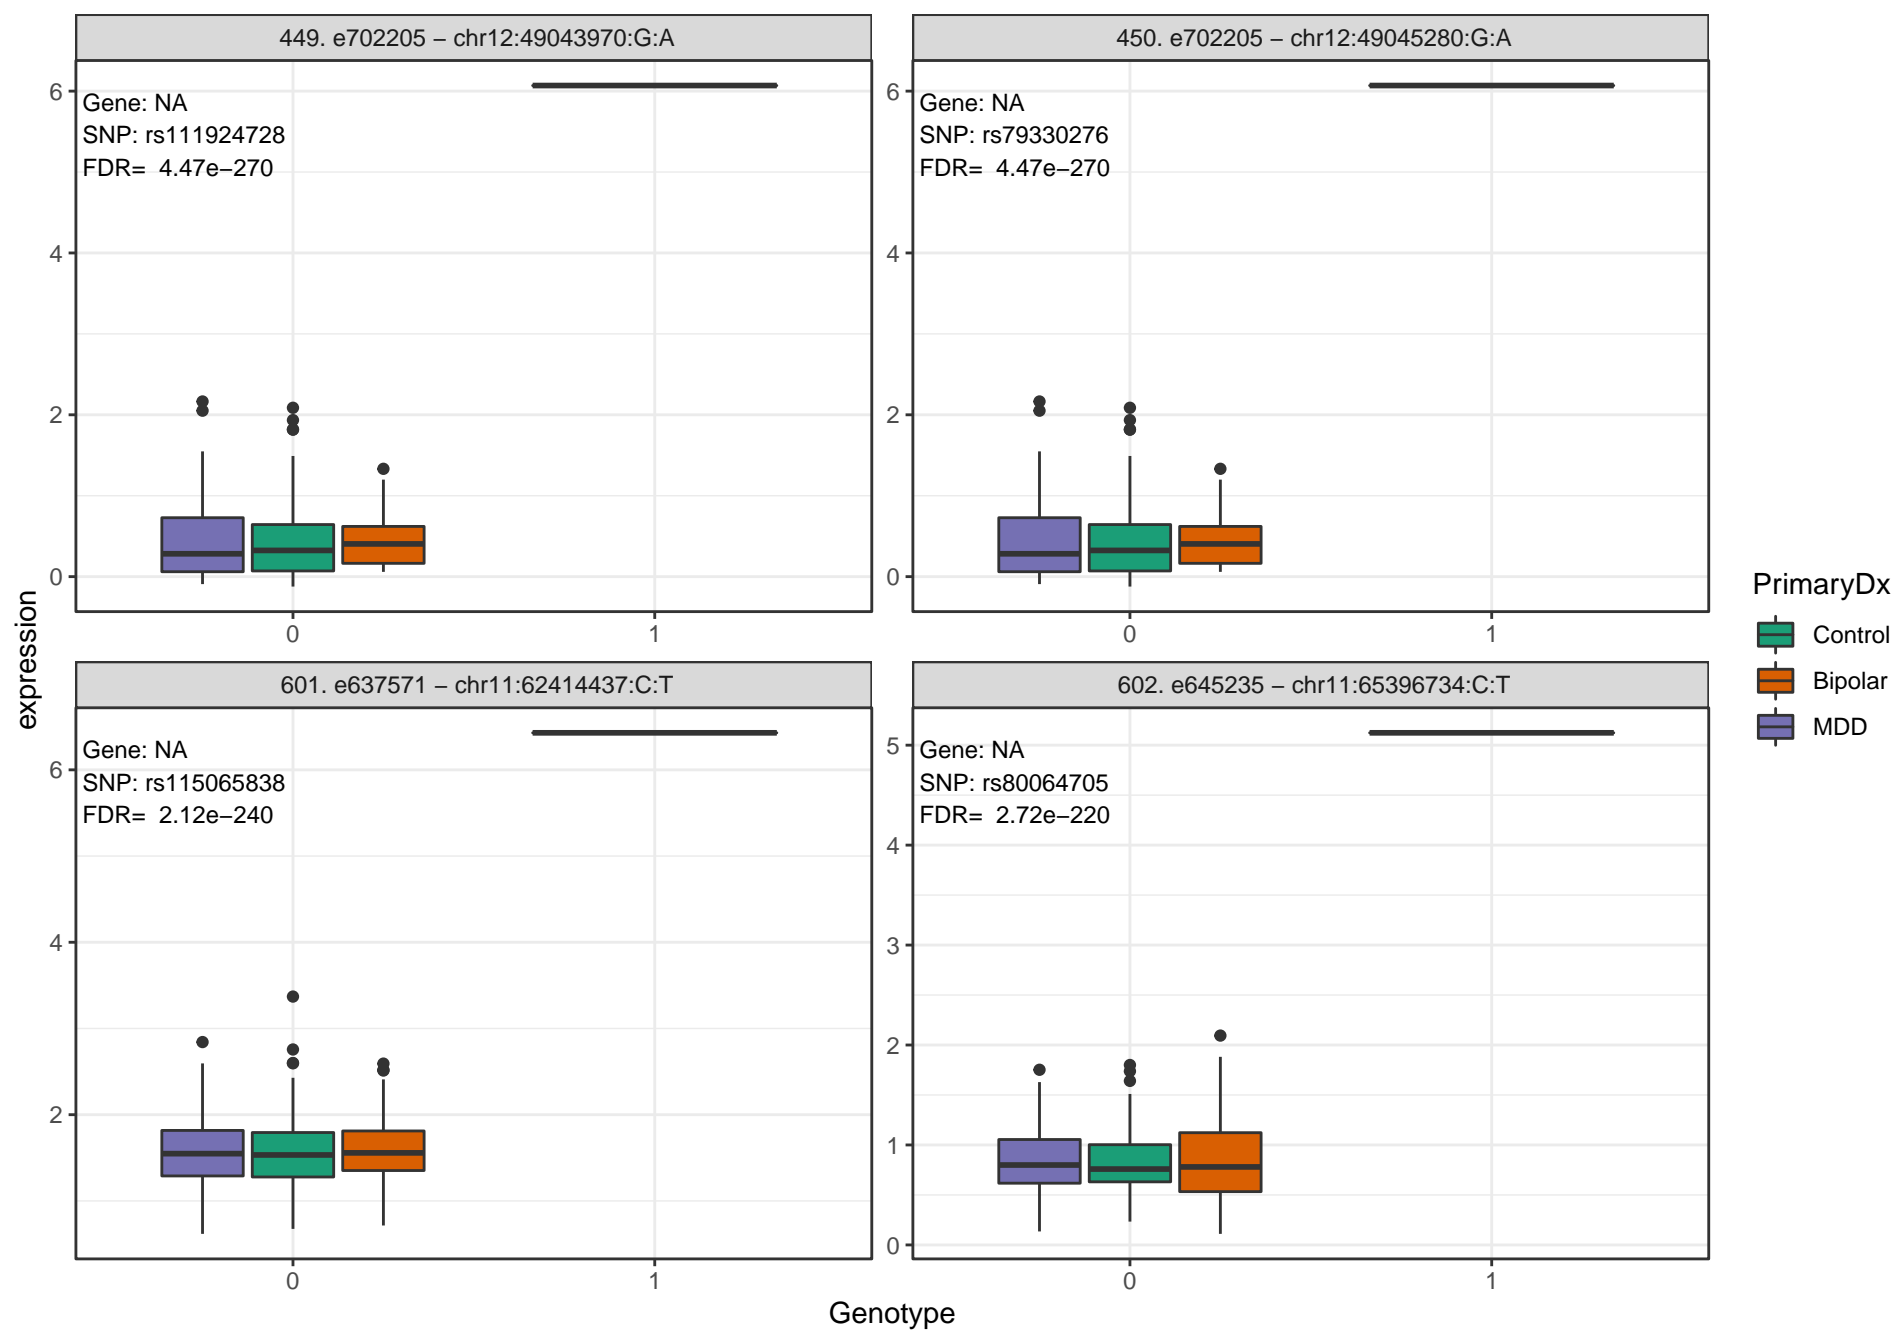 449. e702205 − chr12:49043970:G:A
Gene: NA
SNP: rs111924728
FDR=  4.47e−270
6
4
2
0
0
1
450. e702205 − chr12:49045280:G:A
Gene: NA
SNP: rs79330276
FDR=  4.47e−270
6
4
2
0
0
1
601. e637571 − chr11:62414437:C:T
Gene: NA
SNP: rs115065838
FDR=  2.12e−240
6
4
2
0
1
602. e645235 − chr11:65396734:C:T
Gene: NA
SNP: rs80064705
FDR=  2.72e−220
5
4
3
2
1
0
0
1
expression
Genotype
PrimaryDx
Control
Bipolar
MDD